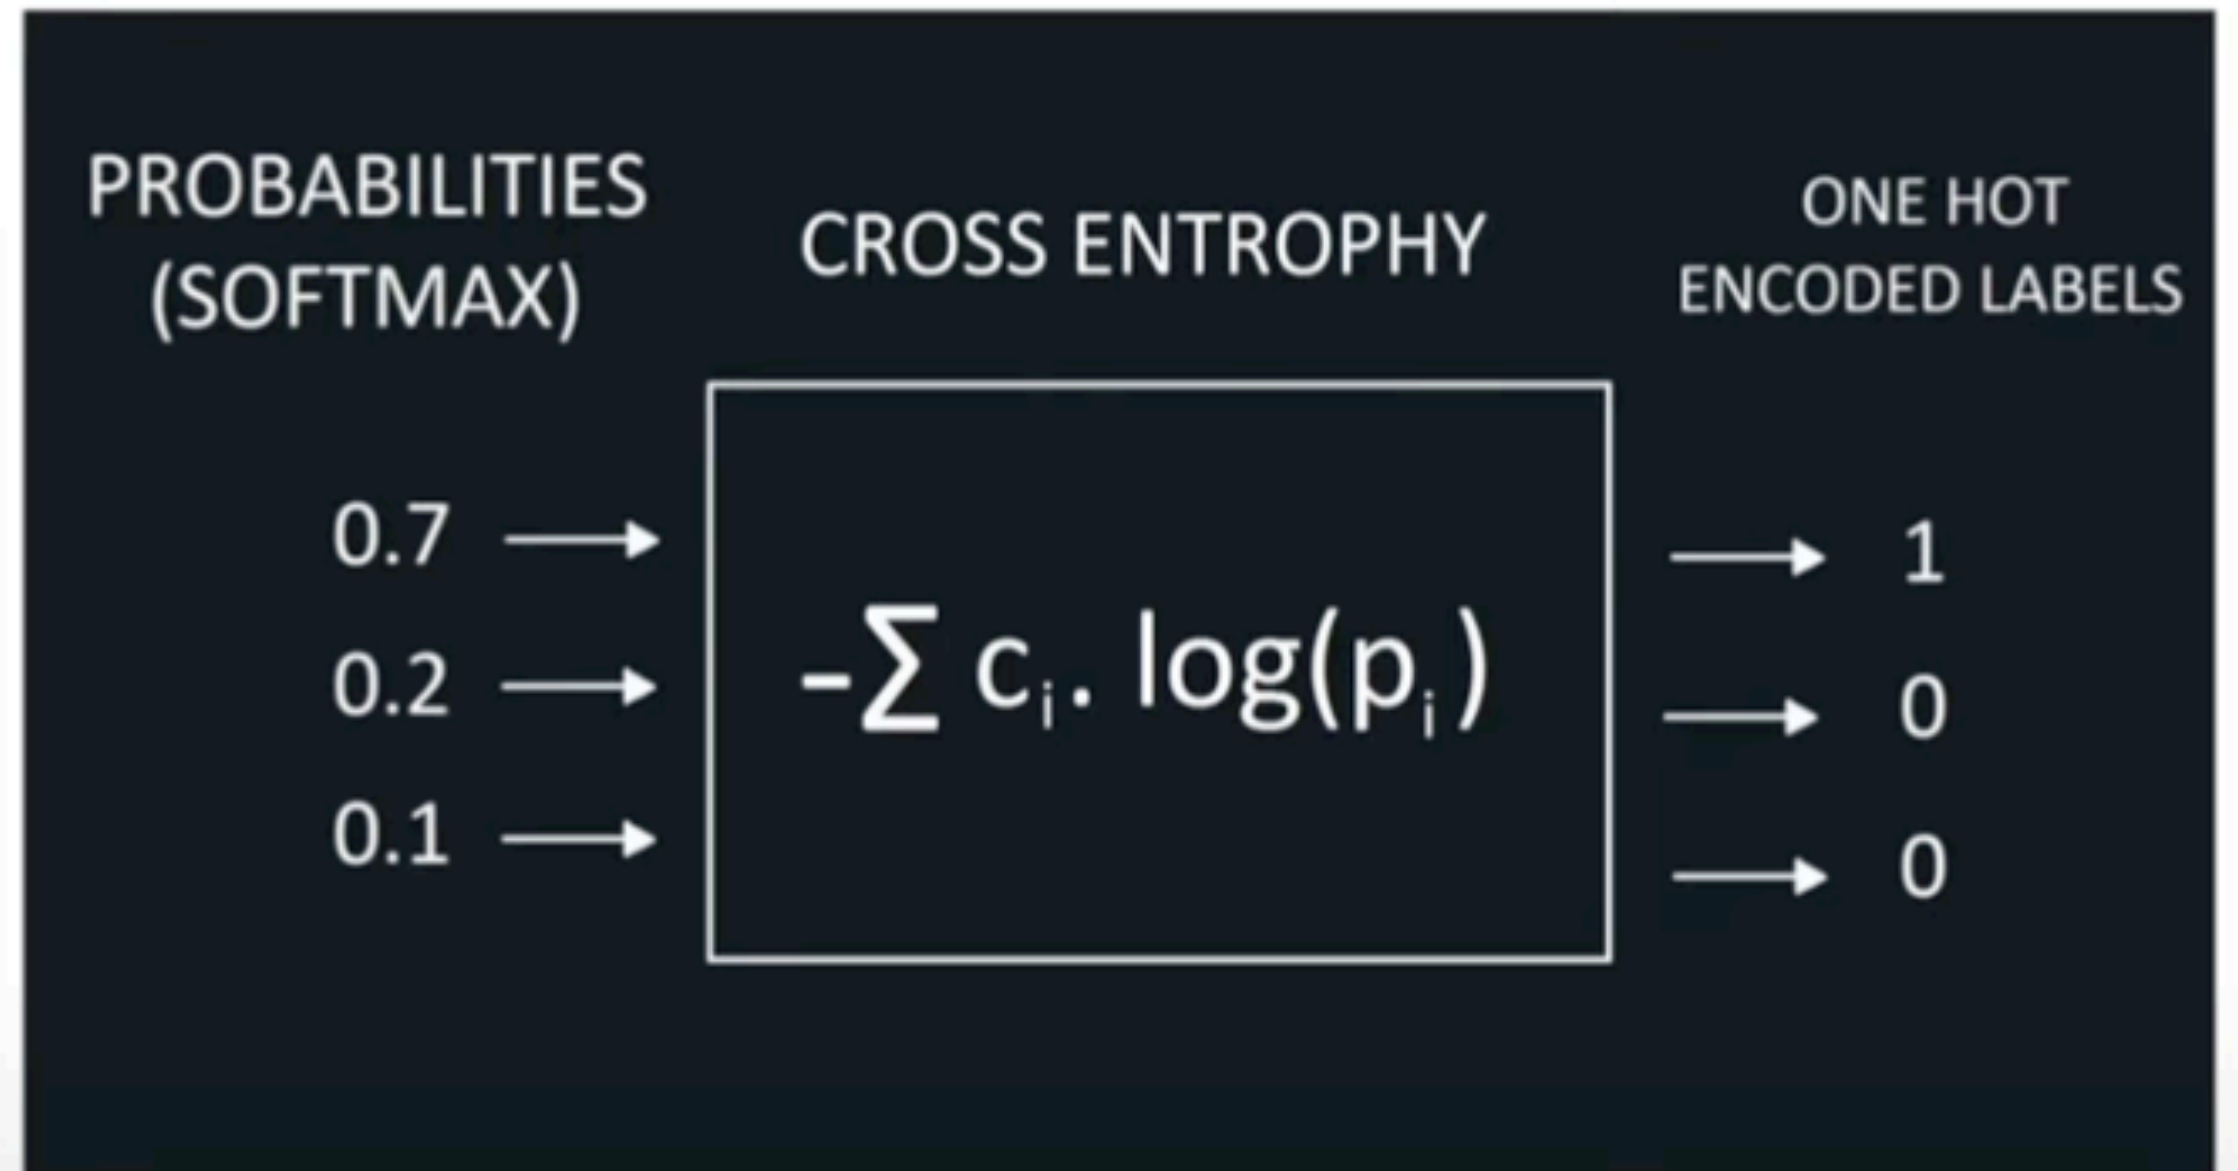 PROBABILITIES
(SOFTMAX)
CROSS ENTROPHY
ONE HOT
ENCODED LABELS
0.7
0.2
0.1
-∑ cᵢ. log(pᵢ)
1
0
0